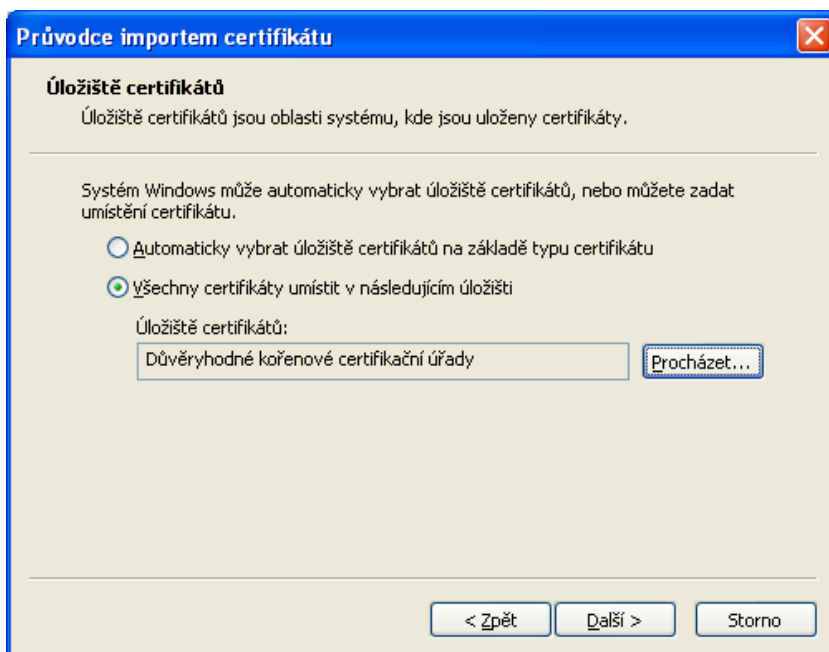 Průvodce importem certifikátu
Úložiště certifikátů
Úložiště certifikátů jsou oblasti systému, kde jsou uloženy certifikáty.
Systém Windows může automaticky vybrat úložiště certifikátů, nebo můžete zadat
umístění certifikátu.
Automaticky vybrat úložiště certifikátů na základě typu certifikátu
Všechny certifikáty umístit v následujícím úložišti
Úložiště certifikátů:
Důvěryhodné kořenové certifikační úřady
Procházet...
< Zpět
Další >
Storno